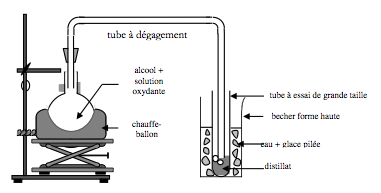 tube à dégagement
alcool +
solution
oxydante
chauffe-
ballon
tube à essai de grande taille
becher forme haute
eau + glace pilée
distillat